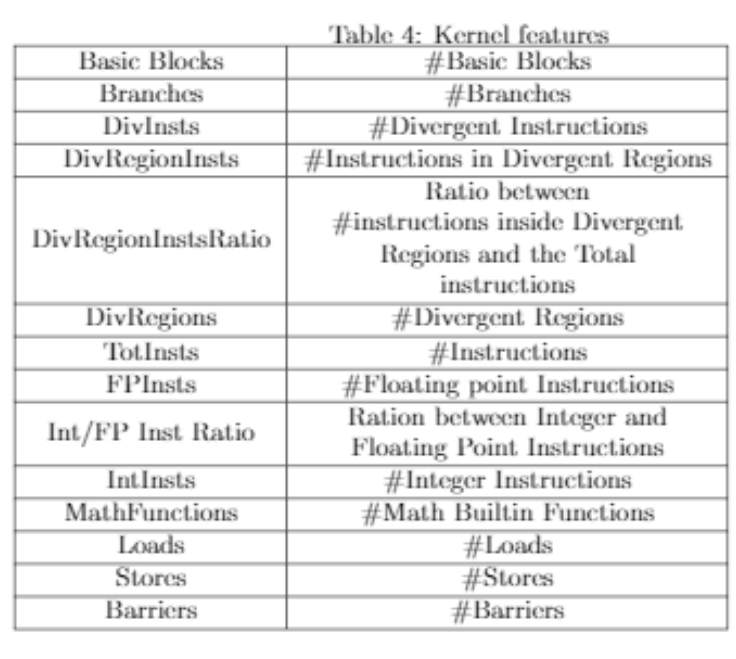 Table 4: Kernel features
Basic Blocks #Basic Blocks
Branches #Branches
DivInsts #Divergent Instructions
DivRegionInsts #Instructions in Divergent Regions
DivRegionInstsRatio Ratio between
#instructions inside Divergent
Regions and the Total
instructions
DivRegions #Divergent Regions
TotInsts #Instructions
FPInsts #Floating point Instructions
Int/FP Inst Ratio Ration between Integer and
Floating Point Instructions
IntInsts #Integer Instructions
MathFunctions #Math Builtin Functions
Loads #Loads
Stores #Stores
Barriers #Barriers